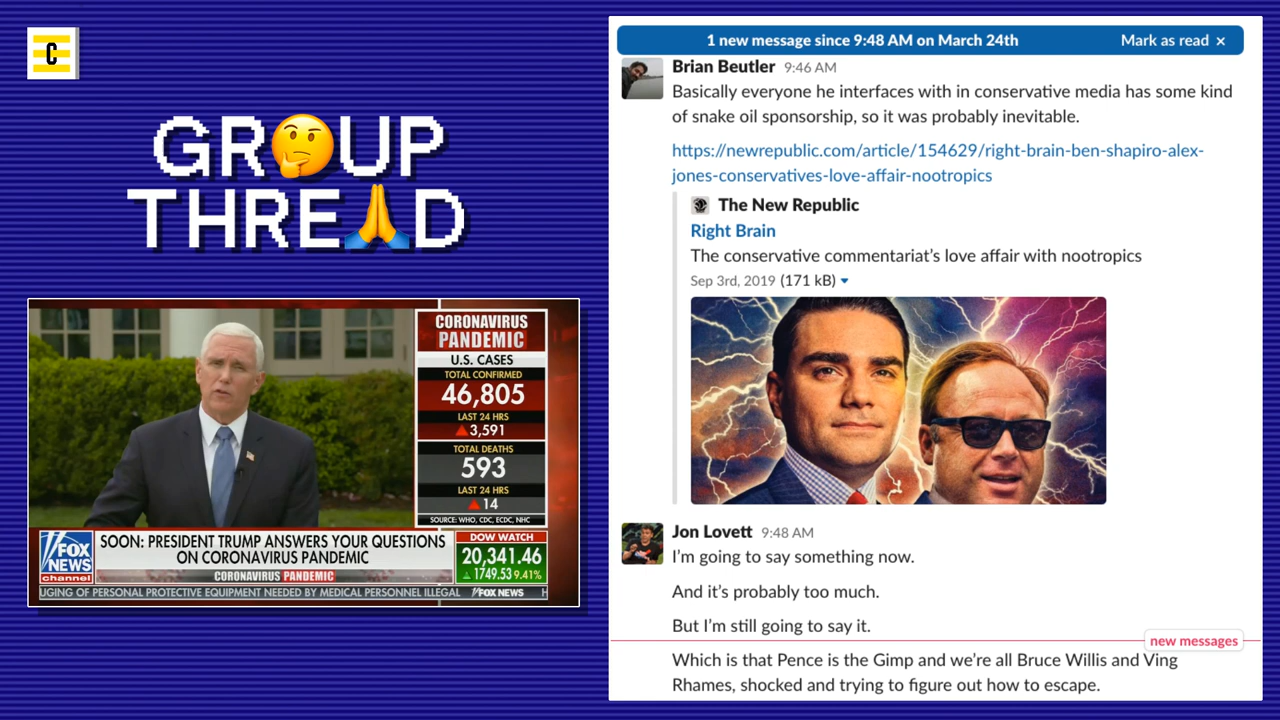 C
GR🤔UP
THRE🙏D
CORONAVIRUS
PANDEMIC
U.S. CASES
TOTAL CONFIRMED
46,805
LAST 24 HRS
▲3,591
TOTAL DEATHS
593
LAST 24 HRS
▲14
SOURCE: WHO, CDC, ECDC, NHC
FOX
NEWS
channel
SOON: PRESIDENT TRUMP ANSWERS YOUR QUESTIONS
ON CORONAVIRUS PANDEMIC
CORONAVIRUS PANDEMIC
DOW WATCH
20,341.46
▲1749.53 9.41%
UGING OF PERSONAL PROTECTIVE EQUIPMENT NEEDED BY MEDICAL PERSONNEL ILLEGAL FOX NEWS H
1 new message since 9:48 AM on March 24th Mark as read ×
Brian Beutler 9:46 AM
Basically everyone he interfaces with in conservative media has some kind
of snake oil sponsorship, so it was probably inevitable.
https://newrepublic.com/article/154629/right-brain-ben-shapiro-alex-
jones-conservatives-love-affair-nootropics
The New Republic
Right Brain
The conservative commentariat's love affair with nootropics
Sep 3rd, 2019 (171 kB)
Jon Lovett 9:48 AM
I'm going to say something now.
And it's probably too much.
But I'm still going to say it.
new messages
Which is that Pence is the Gimp and we're all Bruce Willis and Ving
Rhames, shocked and trying to figure out how to escape.